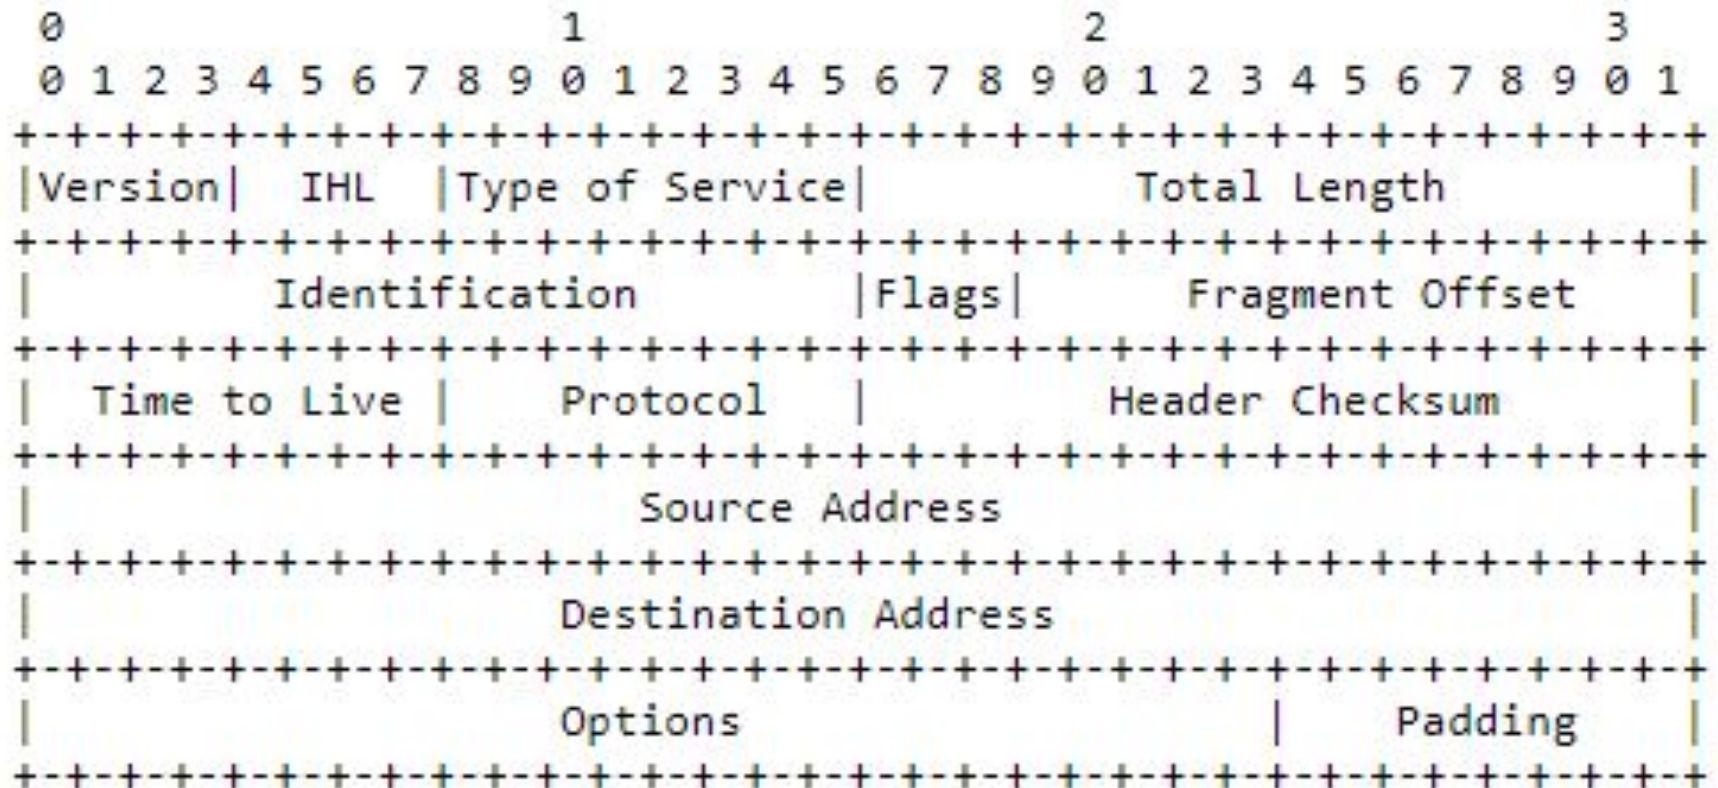 0                   1                   2                   3
 0 1 2 3 4 5 6 7 8 9 0 1 2 3 4 5 6 7 8 9 0 1 2 3 4 5 6 7 8 9 0 1
+-+-+-+-+-+-+-+-+-+-+-+-+-+-+-+-+-+-+-+-+-+-+-+-+-+-+-+-+-+-+-+-+
|Version|  IHL  |Type of Service|          Total Length         |
+-+-+-+-+-+-+-+-+-+-+-+-+-+-+-+-+-+-+-+-+-+-+-+-+-+-+-+-+-+-+-+-+
|         Identification        |Flags|      Fragment Offset    |
+-+-+-+-+-+-+-+-+-+-+-+-+-+-+-+-+-+-+-+-+-+-+-+-+-+-+-+-+-+-+-+-+
|  Time to Live |    Protocol   |         Header Checksum       |
+-+-+-+-+-+-+-+-+-+-+-+-+-+-+-+-+-+-+-+-+-+-+-+-+-+-+-+-+-+-+-+-+
|                       Source Address                          |
+-+-+-+-+-+-+-+-+-+-+-+-+-+-+-+-+-+-+-+-+-+-+-+-+-+-+-+-+-+-+-+-+
|                    Destination Address                        |
+-+-+-+-+-+-+-+-+-+-+-+-+-+-+-+-+-+-+-+-+-+-+-+-+-+-+-+-+-+-+-+-+
|                    Options                    |    Padding    |
+-+-+-+-+-+-+-+-+-+-+-+-+-+-+-+-+-+-+-+-+-+-+-+-+-+-+-+-+-+-+-+-+